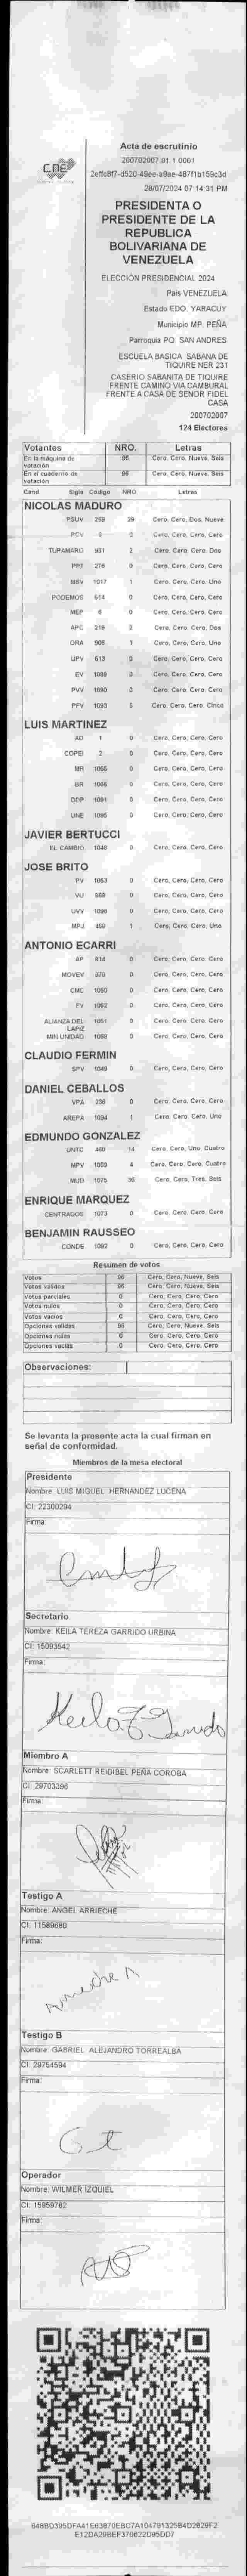 CNE
Acta de escrutinio
200702007.01.1.0001
2effc8f7-d520-49ee-a9ae-487f1b159c3d
28/07/2024 07:14:31 PM
PRESIDENTA O
PRESIDENTE DE LA
REPUBLICA
BOLIVARIANA DE
VENEZUELA
ELECCIÓN PRESIDENCIAL 2024
País VENEZUELA
Estado EDO. YARACUY
Municipio MP. PEÑA
Parroquia PQ. SAN ANDRES
ESCUELA BASICA SABANA DE
TIQUIRE NER 231
CASERIO SABANITA DE TIQUIRE
FRENTE CAMINO VIA CAMBURAL
FRENTE A CASA DE SENOR FIDEL
CASA
200702007
124 Electores
Votantes NRO. Letras
En la máquina de votación 96 Cero, Cero, Nueve, Seis
En el cuaderno de votación 96 Cero, Cero, Nueve, Seis
Cand Sigla Código NRO Letras
NICOLAS MADURO
PSUV 269 29 Cero, Cero, Dos, Nueve
PCV 9 0 Cero, Cero, Cero, Cero
TUPAMARO 931 2 Cero, Cero, Cero, Dos
PPT 276 0 Cero, Cero, Cero, Cero
MSV 1017 1 Cero, Cero, Cero, Uno
PODEMOS 514 0 Cero, Cero, Cero, Cero
MEP 6 0 Cero, Cero, Cero, Cero
APC 219 2 Cero, Cero, Cero, Dos
ORA 906 1 Cero, Cero, Cero, Uno
UPV 613 0 Cero, Cero, Cero, Cero
EV 1089 0 Cero, Cero, Cero, Cero
PVV 1090 0 Cero, Cero, Cero, Cero
PFV 1093 5 Cero, Cero, Cero, Cinco
LUIS MARTINEZ
AD 1 0 Cero, Cero, Cero, Cero
COPEI 2 0 Cero, Cero, Cero, Cero
MR 1055 0 Cero, Cero, Cero, Cero
BR 0 Cero, Cero, Cero, Cero
DDP 1091 0 Cero, Cero, Cero, Cero
UNE 1095 0 Cero, Cero, Cero, Cero
JAVIER BERTUCCI
EL CAMBIO 1040 0 Cero, Cero, Cero, Cero
JOSE BRITO
PV 1053 0 Cero, Cero, Cero, Cero
VU 0 Cero, Cero, Cero, Cero
UVV 1096 0 Cero, Cero, Cero, Cero
MPJ 450 1 Cero, Cero, Cero, Uno
ANTONIO ECARRI
AP 814 0 Cero, Cero, Cero, Cero
MOVEV 879 0 Cero, Cero, Cero, Cero
CMC 1050 0 Cero, Cero, Cero, Cero
FV 1062 0 Cero, Cero, Cero, Cero
ALIANZA DEL LAPIZ 1051 0 Cero, Cero, Cero, Cero
MIN UNIDAD 1098 0 Cero, Cero, Cero, Cero
CLAUDIO FERMIN
SPV 1049 0 Cero, Cero, Cero, Cero
DANIEL CEBALLOS
VPA 236 0 Cero, Cero, Cero, Cero
AREPA 1094 1 Cero, Cero, Cero, Uno
EDMUNDO GONZALEZ
UNTC 460 14 Cero, Cero, Uno, Cuatro
MPV 1069 4 Cero, Cero, Cero, Cuatro
MUD 1075 36 Cero, Cero, Tres, Seis
ENRIQUE MARQUEZ
CENTRADOS 1073 0 Cero, Cero, Cero, Cero
BENJAMIN RAUSSEO
CONDE 1092 0 Cero, Cero, Cero, Cero
Resumen de votos
Votos 96 Cero, Cero, Nueve, Seis
Votos válidos 96 Cero, Cero, Nueve, Seis
Votos parciales 0 Cero, Cero, Cero, Cero
Votos nulos 0 Cero, Cero, Cero, Cero
Votos vacíos 0 Cero, Cero, Cero, Cero
Opciones válidas 96 Cero, Cero, Nueve, Seis
Opciones nulas 0 Cero, Cero, Cero, Cero
Opciones vacías 0 Cero, Cero, Cero, Cero
Observaciones:
Se levanta la presente acta la cual firman en
señal de conformidad.
Miembros de la mesa electoral
Presidente
Nombre: LUIS MIGUEL HERNANDEZ LUCENA
CI: 22300294
Firma:
Secretario
Nombre: KEILA TEREZA GARRIDO URBINA
CI: 15093542
Firma:
Keila T Garrido
Miembro A
Nombre: SCARLETT REIDIBEL PEÑA COROBA
CI: 29703396
Firma:
Testigo A
Nombre: ANGEL ARRIECHE
CI: 11589680
Firma:
Arrieche A
Testigo B
Nombre: GABRIEL ALEJANDRO TORREALBA
CI: 29754594
Firma:
Operador
Nombre: WILMER IZQUIEL
CI: 15959782
Firma:
648BD395DFA41E63870EBC7A104791325B4D2829F2
E12DA29BEF370822D95DD7